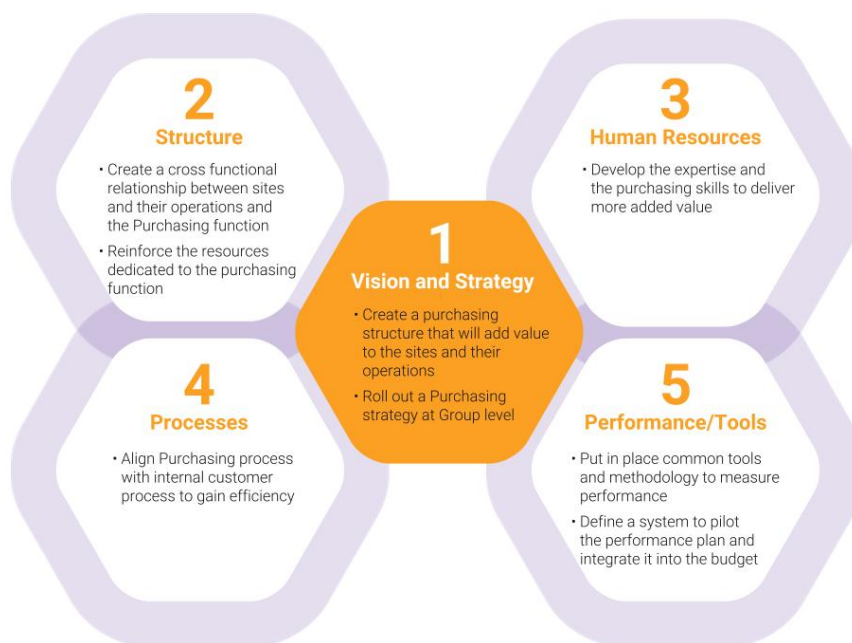 2
Structure
• Create a cross functional
relationship between sites
and their operations and
the Purchasing function
• Reinforce the resources
dedicated to the purchasing
function
3
Human Resources
• Develop the expertise and
the purchasing skills to deliver
more added value
1
Vision and Strategy
• Create a purchasing
structure that will add value
to the sites and their
operations
• Roll out a Purchasing
strategy at Group level
4
Processes
• Align Purchasing process
with internal customer
process to gain efficiency
5
Performance/Tools
• Put in place common tools
and methodology to measure
performance
• Define a system to pilot
the performance plan and
integrate it into the budget